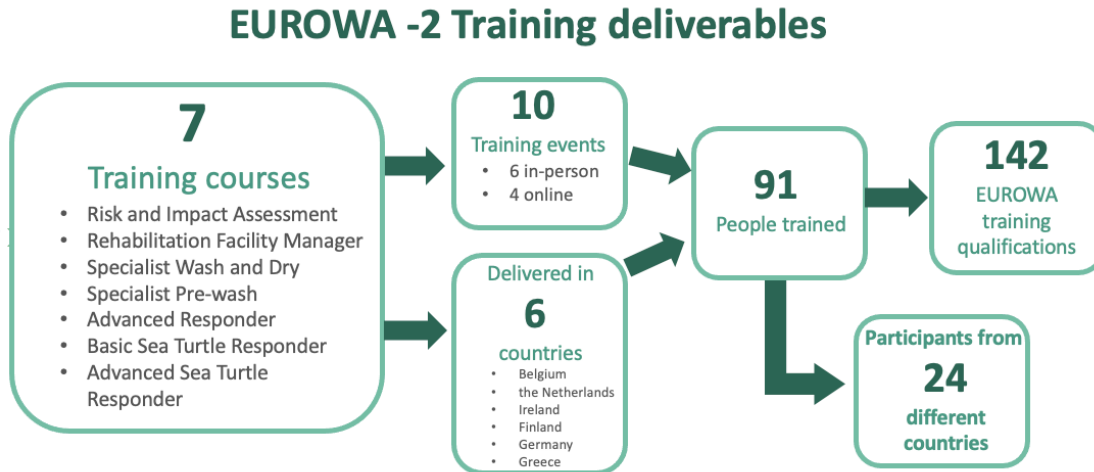 EUROWA -2 Training deliverables
7
Training courses
• Risk and Impact Assessment
• Rehabilitation Facility Manager
• Specialist Wash and Dry
• Specialist Pre-wash
• Advanced Responder
• Basic Sea Turtle Responder
• Advanced Sea Turtle
Responder
10
Training events
• 6 in-person
• 4 online
Delivered in
6
countries
• Belgium
• the Netherlands
• Ireland
• Finland
• Germany
• Greece
91
People trained
142
EUROWA
training
qualifications
Participants from
24
different
countries